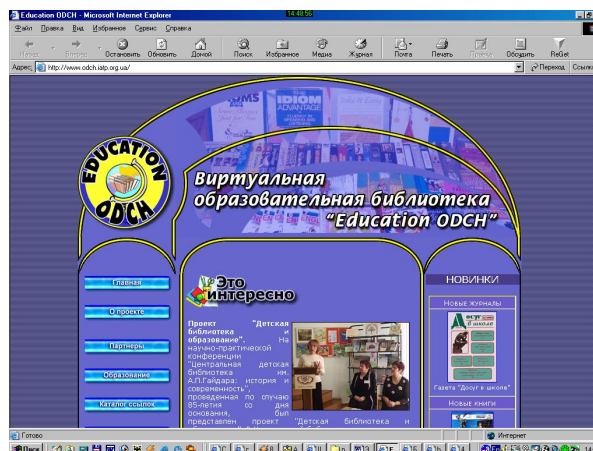 Education ODCH - Microsoft Internet Explorer
14:48:56
Файл Правка Вид Избранное Сервис Справка
Назад Вперед Остановить Обновить Домой Поиск Избранное Медиа Журнал Почта Печать Правка Обсудить ReGet
Адрес http://www.odch.iatp.org.ua/ Переход Ссылки
IDIOM
ADVANTAGE
EDUCATION
ODCH
Виртуальная
образовательная библиотека
"Education ODCH"
Главная
О проекте
Партнеры
Образование
Каталог ссылок
Это
интересно
Проект "Детская
библиотека и
образование". На
научно-практической
конференции
"Центральная детская
библиотека им.
А.П.Гайдара: история и
современность",
проведенная по случаю
85-летия со дня
основания, был
представлен проект "Детская библиотека и
НОВИНКИ
Новые журналы
Досуг
в школе
Газета "Досуг в школе"
Новые книги
Готово
Интернет
Пуск